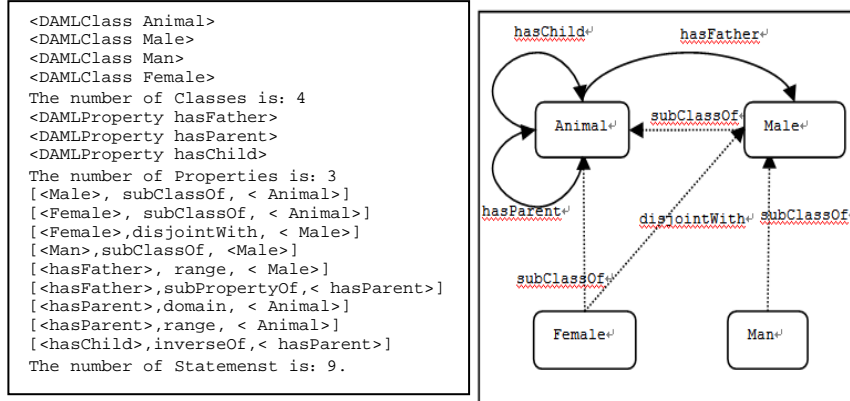 <DAMLClass Animal>
<DAMLClass Male>
<DAMLClass Man>
<DAMLClass Female>
The number of Classes is: 4
<DAMLProperty hasFather>
<DAMLProperty hasParent>
<DAMLProperty hasChild>
The number of Properties is: 3
[<Male>, subClassOf, < Animal>]
[<Female>, subClassOf, < Animal>]
[<Female>,disjointWith, < Male>]
[<Man>,subClassOf, <Male>]
[<hasFather>, range, < Male>]
[<hasFather>,subPropertyOf,< hasParent>]
[<hasParent>,domain, < Animal>]
[<hasParent>,range, < Animal>]
[<hasChild>,inverseOf,< hasParent>]
The number of Statemenst is: 9.
hasChild
hasFather
subClassOf
Animal
Male
hasParent
disjointWith
subClassOf
subClassOf
Female
Man